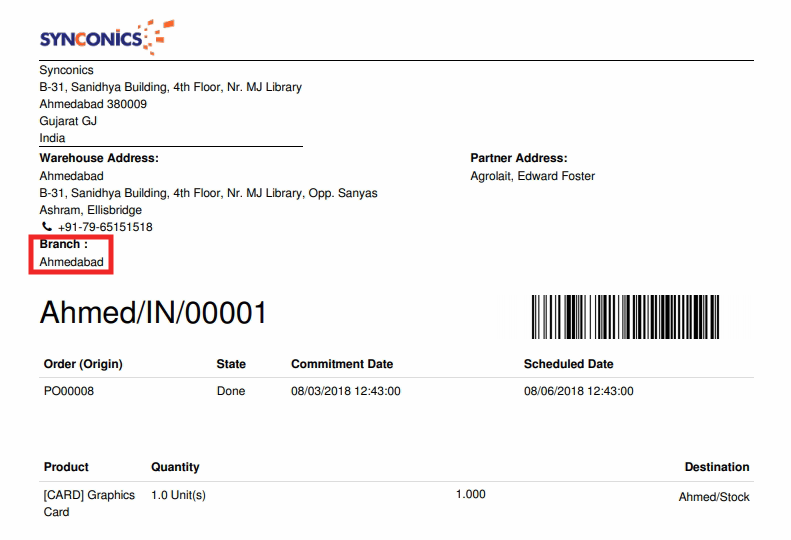 SYNCONICS
Synconics
B-31, Sanidhya Building, 4th Floor, Nr. MJ Library
Ahmedabad 380009
Gujarat GJ
India
Warehouse Address:
Ahmedabad
B-31, Sanidhya Building, 4th Floor, Nr. MJ Library, Opp. Sanyas
Ashram, Ellisbridge
+91-79-65151518
Branch :
Ahmedabad
Partner Address:
Agrolait, Edward Foster
Ahmed/IN/00001
Order (Origin) State Commitment Date Scheduled Date
PO00008 Done 08/03/2018 12:43:00 08/06/2018 12:43:00
Product Quantity Destination
[CARD] Graphics 1.0 Unit(s) 1.000 Ahmed/Stock
Card